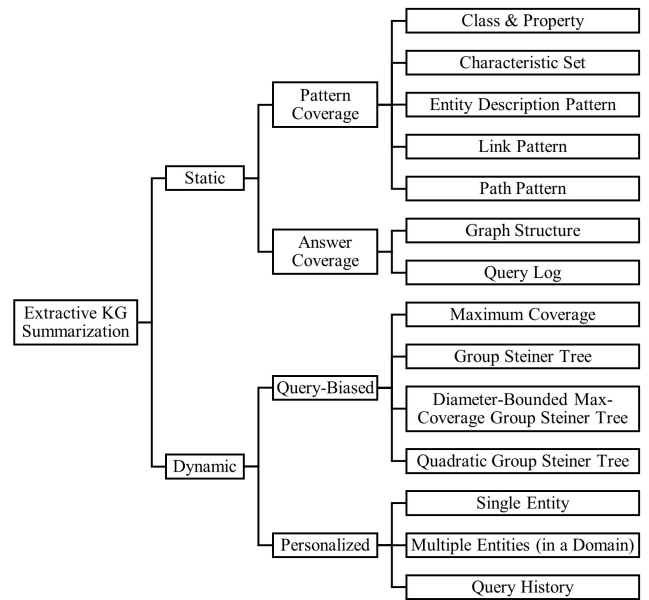 Extractive KG
Summarization
Static
Pattern
Coverage
Class & Property
Characteristic Set
Entity Description Pattern
Link Pattern
Path Pattern
Answer
Coverage
Graph Structure
Query Log
Dynamic
Query-Biased
Maximum Coverage
Group Steiner Tree
Diameter-Bounded Max-
Coverage Group Steiner Tree
Quadratic Group Steiner Tree
Personalized
Single Entity
Multiple Entities (in a Domain)
Query History